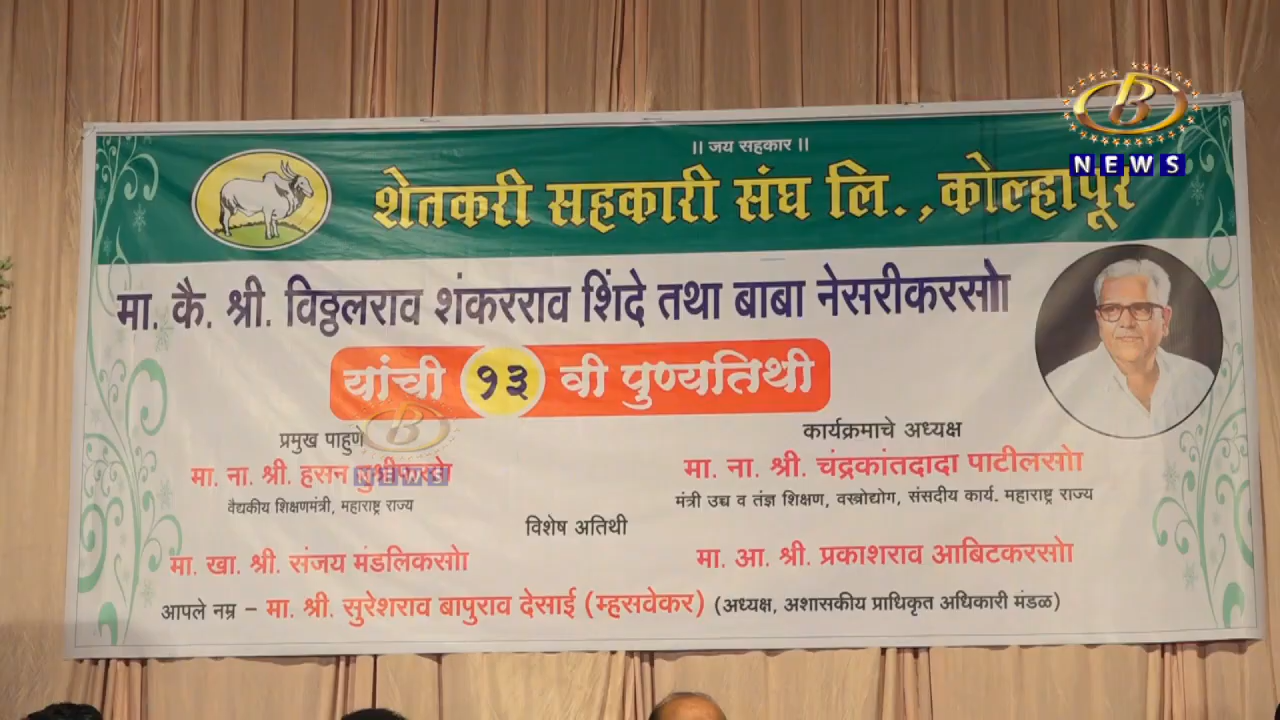 ॥ जय सहकार ॥
शेतकरी सहकारी संघ लि.,कोल्हापूर
B
NEWS
मा. कै. श्री. विठ्ठलराव शंकरराव शिंदे तथा बाबा नेसरीकरसाो
यांची १३ वी पुण्यतिथी
प्रमुख पाहुणे
मा. ना. श्री. हसन
वैद्यकीय शिक्षणमंत्री, महाराष्ट्र राज्य
B
NEWS
कार्यक्रमाचे अध्यक्ष
मा. ना. श्री. चंद्रकांतदादा पाटीलसाो
मंत्री उच्च व तंज्ञ शिक्षण, वस्त्रोद्योग, संसदीय कार्य. महाराष्ट्र राज्य
विशेष अतिथी
मा. खा. श्री. संजय मंडलिकसाो
मा. आ. श्री. प्रकाशराव आबिटकरसाो
आपले नम्र – मा. श्री. सुरेशराव बापुराव देसाई (म्हसवेकर) (अध्यक्ष, अशासकीय प्राधिकृत अधिकारी मंडळ)